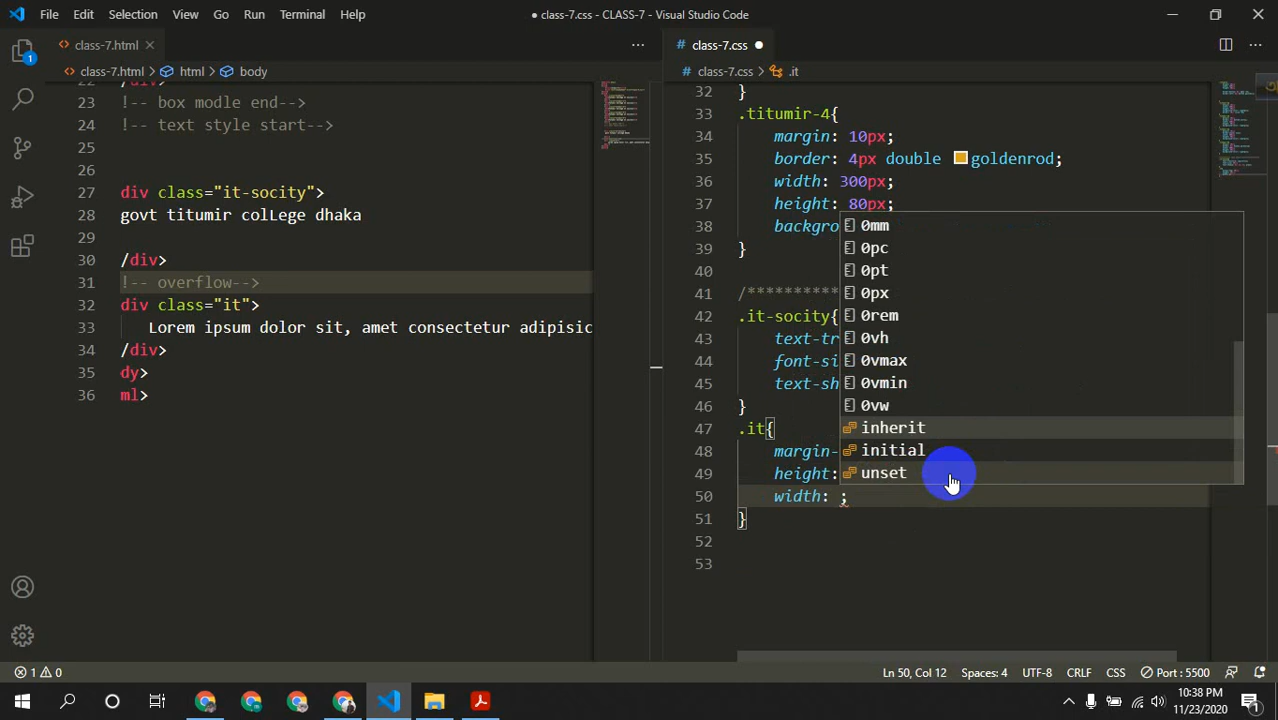 File Edit Selection View Go Run Terminal Help
● class-7.css - CLASS-7 - Visual Studio Code
class-7.html
class-7.html > html > body
22 /div>
23 !-- box modle end-->
24 !-- text style start-->
25
26
27 div class="it-socity">
28 govt titumir colLege dhaka
29
30 /div>
31 !-- overflow-->
32 div class="it">
33 Lorem ipsum dolor sit, amet consectetur adipisic
34 /div>
35 dy>
36 ml>
# class-7.css ●
# class-7.css > .it
32 }
33 .titumir-4{
34 margin: 10px;
35 border: 4px double goldenrod;
36 width: 300px;
37 height: 80px;
38 backgro
39 }
40
41 /**********
42 .it-socity{
43 text-tr
44 font-si
45 text-sh
46 }
47 .it{
48 margin-
49 height:
50 width: ;
51 }
52
53
0mm
0pc
0pt
0px
0rem
0vh
0vmax
0vmin
0vw
inherit
initial
unset
1
1 0
Ln 50, Col 12 Spaces: 4 UTF-8 CRLF CSS Port : 5500
10:38 PM
11/23/2020
1